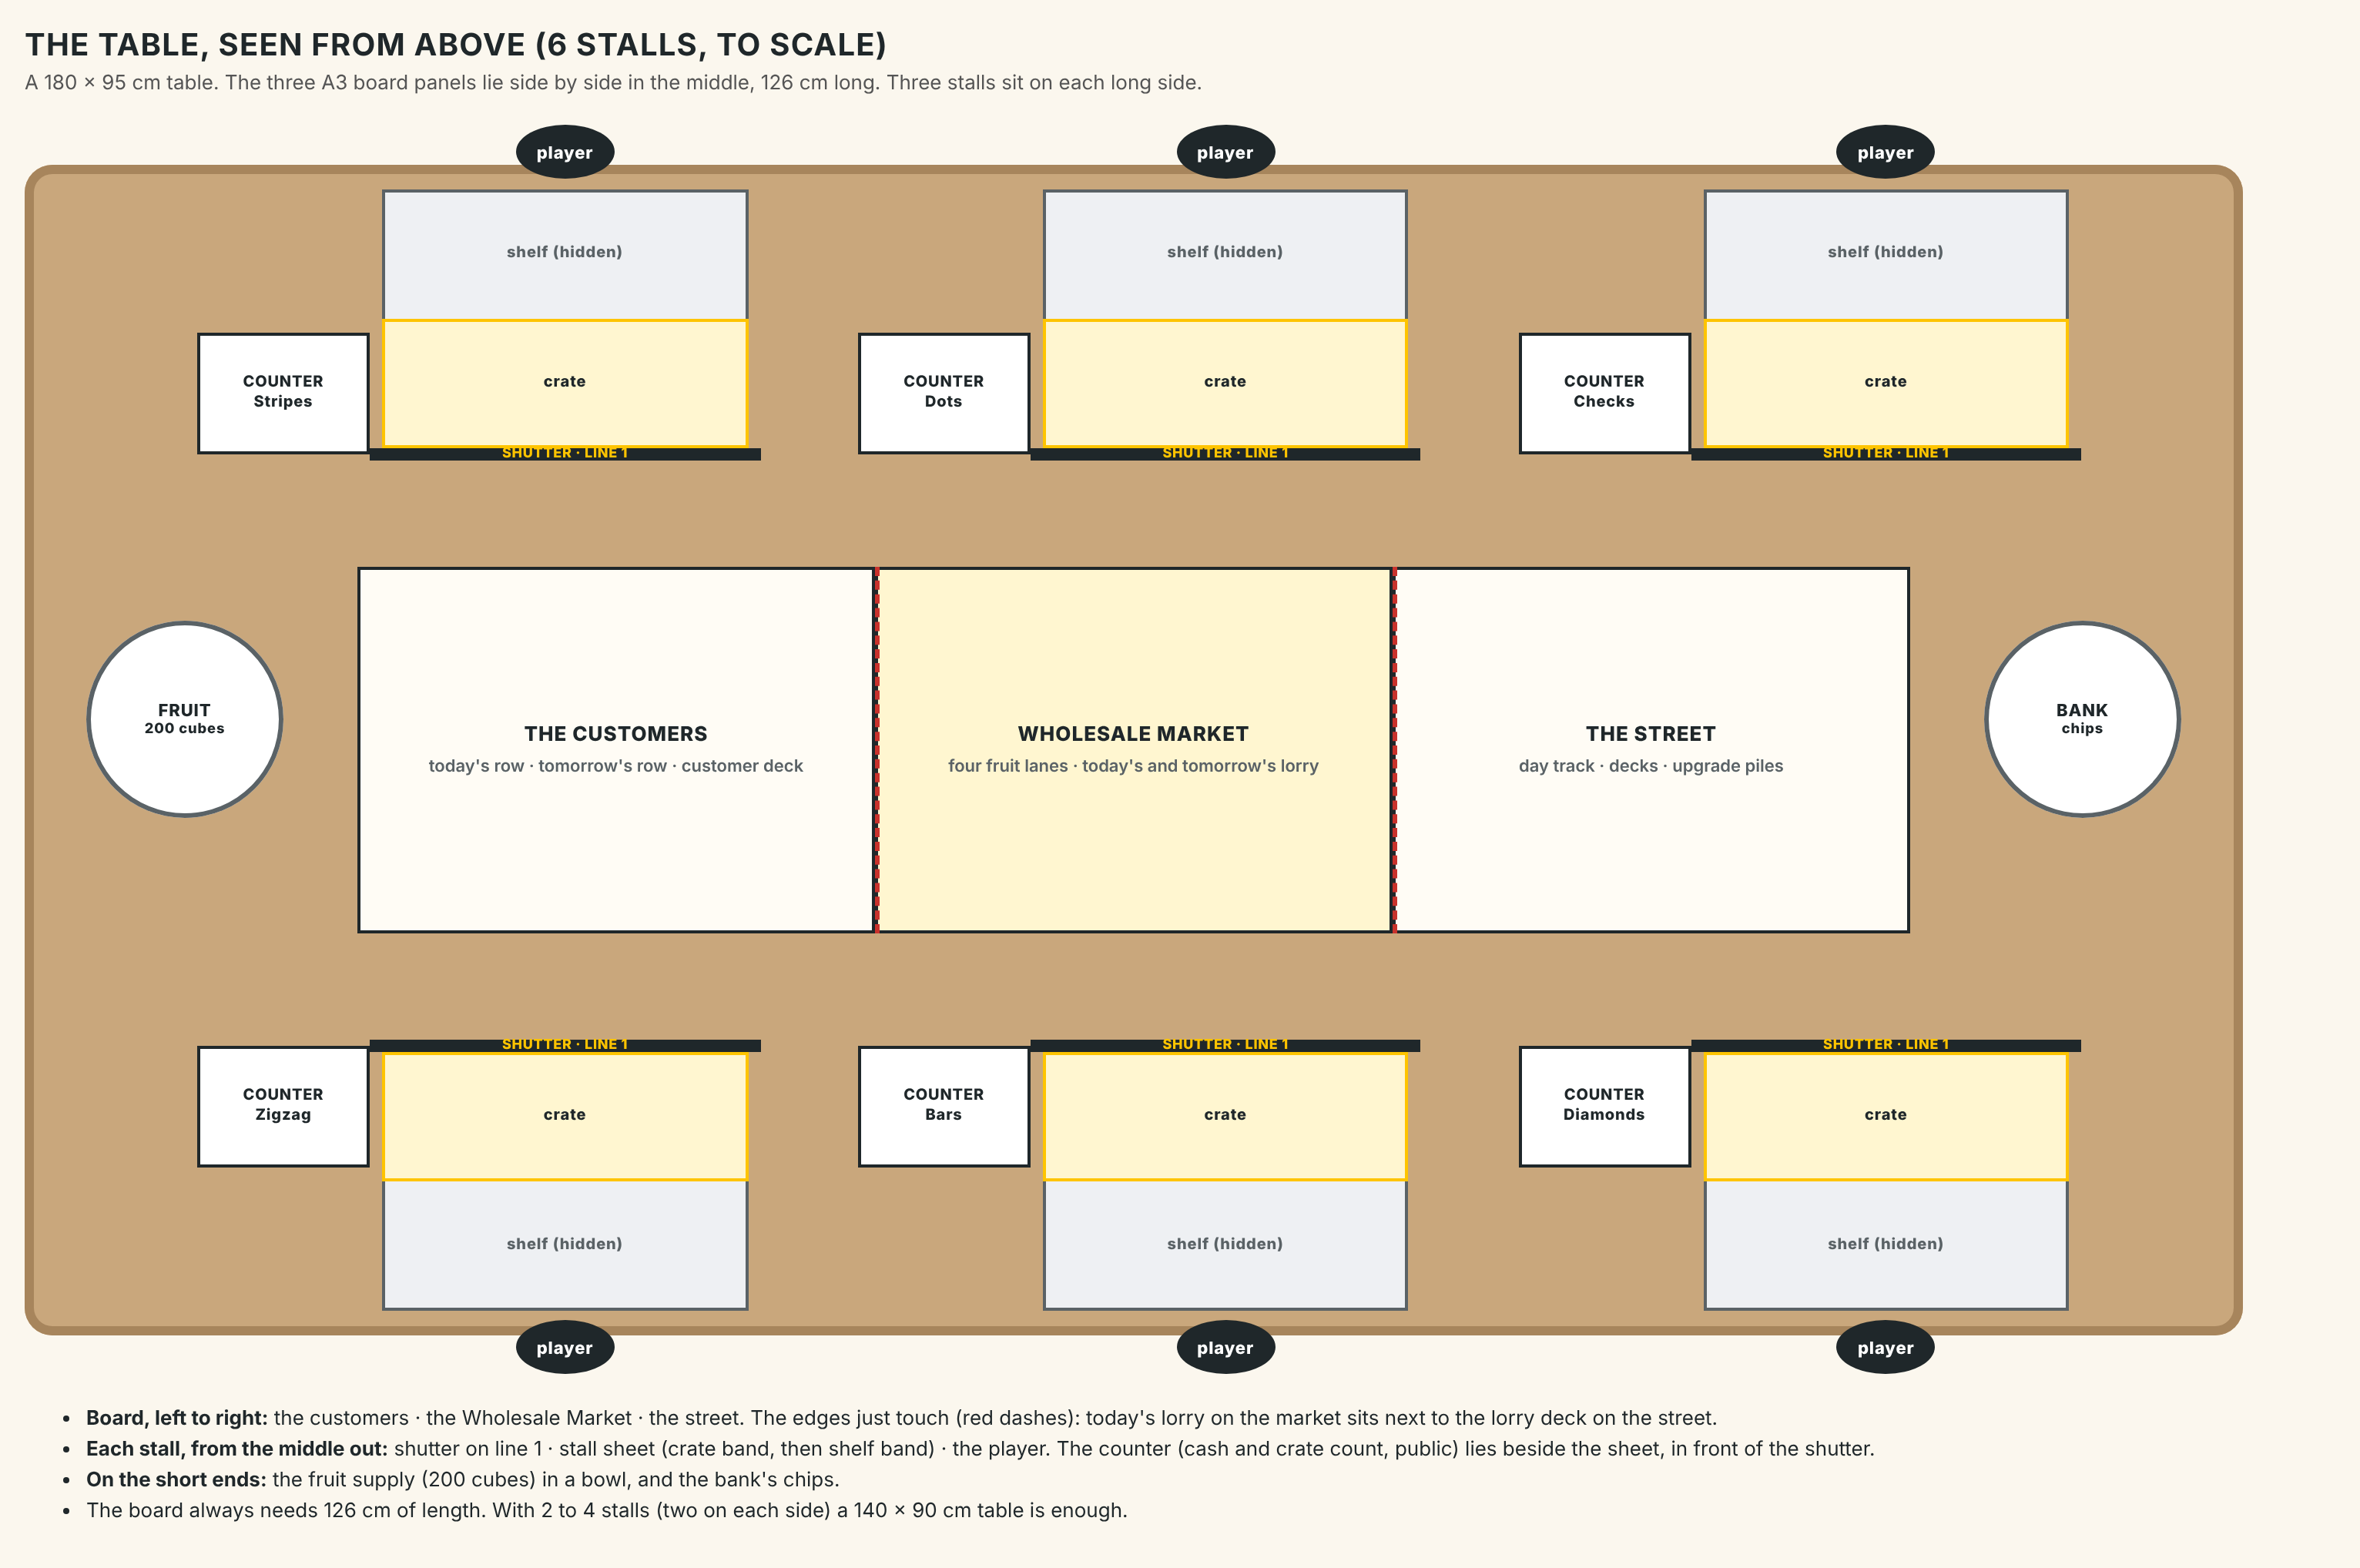 THE TABLE, SEEN FROM ABOVE (6 STALLS, TO SCALE)
A 180 × 95 cm table. The three A3 board panels lie side by side in the middle, 126 cm long. Three stalls sit on each long side.
player
player
player
shelf (hidden)
shelf (hidden)
shelf (hidden)
COUNTER
Stripes
crate
COUNTER
Dots
crate
COUNTER
Checks
crate
SHUTTER · LINE 1
SHUTTER · LINE 1
SHUTTER · LINE 1
FRUIT
200 cubes
THE CUSTOMERS
today's row · tomorrow's row · customer deck
WHOLESALE MARKET
four fruit lanes · today's and tomorrow's lorry
THE STREET
day track · decks · upgrade piles
BANK
chips
SHUTTER · LINE 1
SHUTTER · LINE 1
SHUTTER · LINE 1
COUNTER
Zigzag
crate
COUNTER
Bars
crate
COUNTER
Diamonds
crate
shelf (hidden)
shelf (hidden)
shelf (hidden)
player
player
player
• Board, left to right: the customers · the Wholesale Market · the street. The edges just touch (red dashes): today's lorry on the market sits next to the lorry deck on the street.
• Each stall, from the middle out: shutter on line 1 · stall sheet (crate band, then shelf band) · the player. The counter (cash and crate count, public) lies beside the sheet, in front of the shutter.
• On the short ends: the fruit supply (200 cubes) in a bowl, and the bank's chips.
• The board always needs 126 cm of length. With 2 to 4 stalls (two on each side) a 140 × 90 cm table is enough.